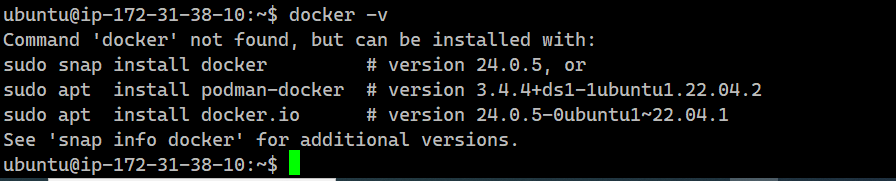 ubuntu@ip-172-31-38-10:~$ docker -v
Command 'docker' not found, but can be installed with:
sudo snap install docker         # version 24.0.5, or
sudo apt  install podman-docker  # version 3.4.4+ds1-1ubuntu1.22.04.2
sudo apt  install docker.io      # version 24.0.5-0ubuntu1~22.04.1
See 'snap info docker' for additional versions.
ubuntu@ip-172-31-38-10:~$